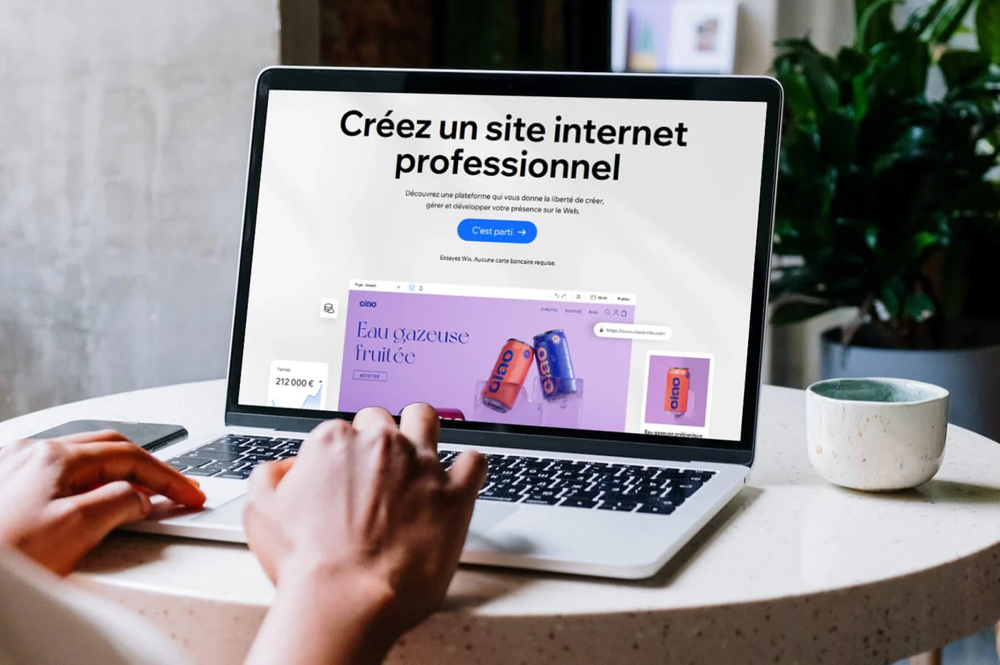 Créez un site internet
professionnel
Découvrez une plateforme qui vous donne la liberté de créer,
gérer et développer votre présence sur le Web.
C'est parti →
Essayez Wix. Aucune carte bancaire requise.
Page : Accueil
Publier
ciao
À PROPOS BOUTIQUE BLOG
https://www.ciaodrinks.com
Eau gazeuse
fruitée
ACHETER
ciao
ciao
ciao
Ventes
212 000 €
Eau gazeuse prébiotique